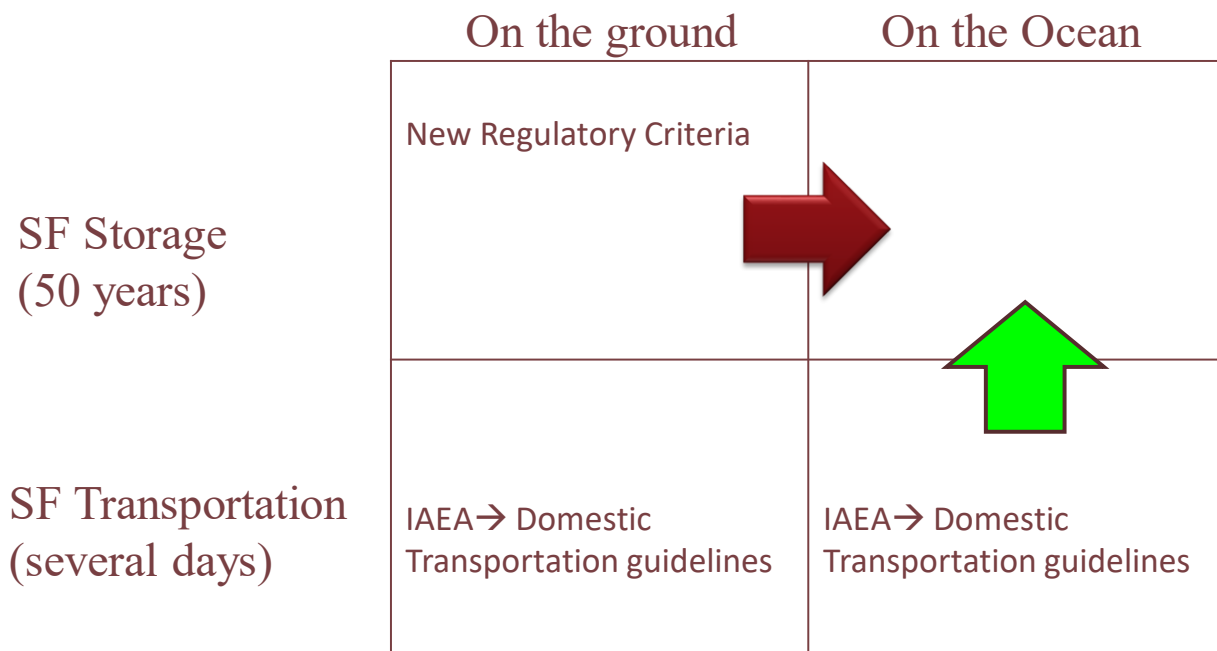 On the ground
On the Ocean
New Regulatory Criteria
SF Storage
(50 years)
SF Transportation
(several days)
IAEA→ Domestic
Transportation guidelines
IAEA→ Domestic
Transportation guidelines